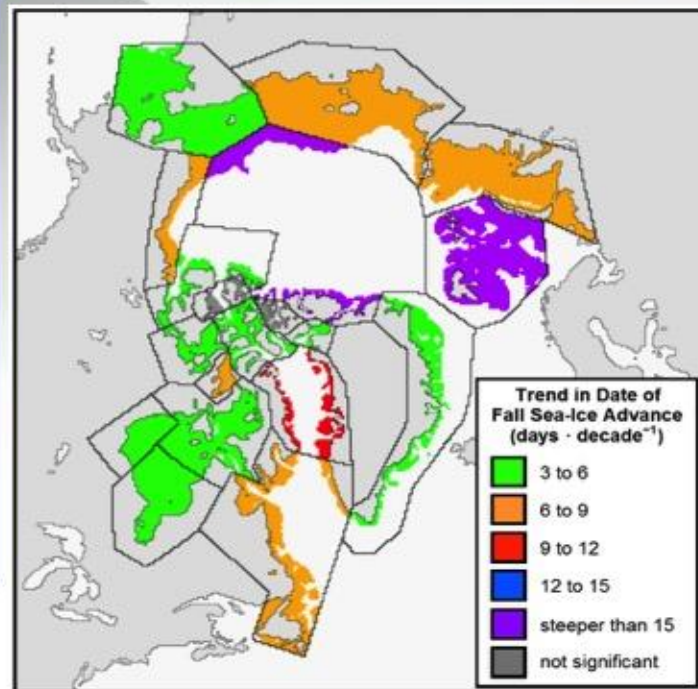 Trend in Date of
Fall Sea-Ice Advance
(days · decade⁻¹)
3 to 6
6 to 9
9 to 12
12 to 15
steeper than 15
not significant